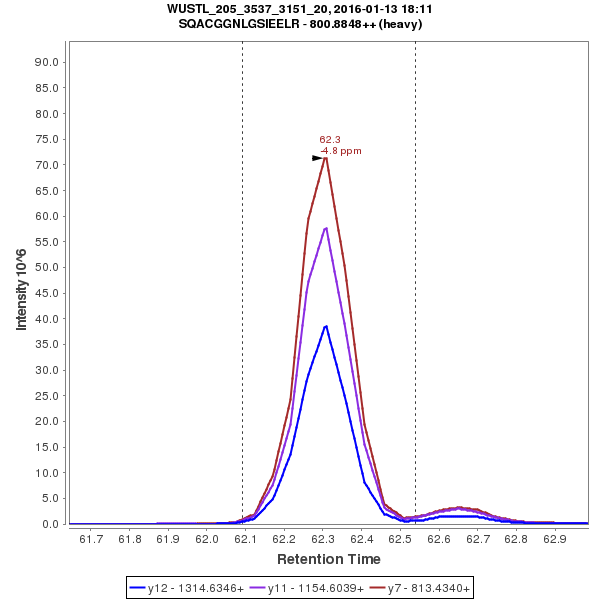 WUSTL_205_3537_3151_20, 2016-01-13 18:11
SQACGGNLGSIEELR - 800.8848++ (heavy)
90.0
85.0
80.0
75.0
70.0
65.0
60.0
55.0
50.0
45.0
40.0
35.0
30.0
25.0
20.0
15.0
10.0
5.0
0.0
Intensity 10^6
62.3
-4.8 ppm
61.7 61.8 61.9 62.0 62.1 62.2 62.3 62.4 62.5 62.6 62.7 62.8 62.9
Retention Time
y12 - 1314.6346+ y11 - 1154.6039+ y7 - 813.4340+